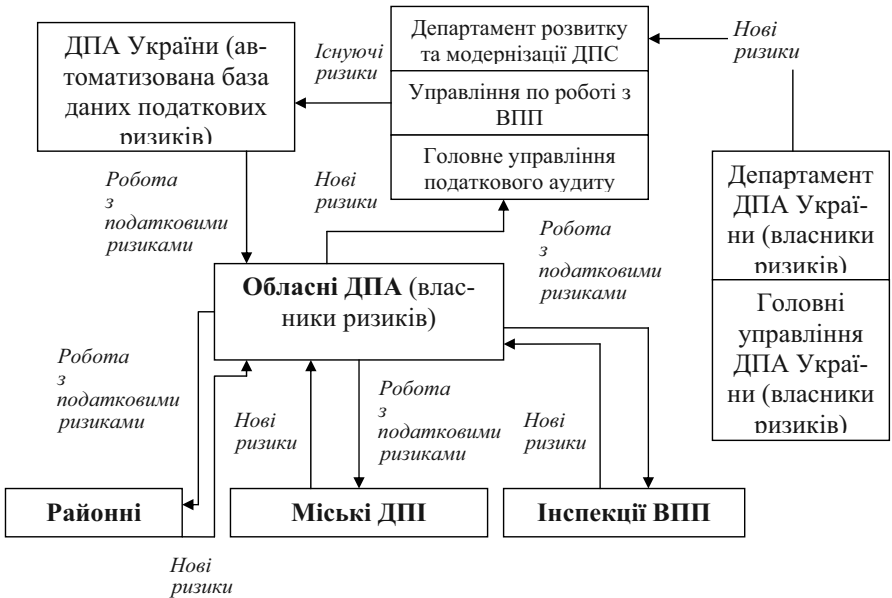 ДПА України (ав-
томатизована база
даних податкових
ризиків)
Існуючі
ризики
Департамент розвитку
та модернізації ДПС
Управління по роботі з
ВПП
Головне управління
податкового аудиту
Нові
ризики
Департамент
ДПА Украї-
ни (власники
ризиків)
Головні
управління
ДПА Украї-
ни (власники
ризиків)
Робота
з
податковими
ризиками
Нові
ризики
Робота
з
податковими
ризиками
Обласні ДПА (влас-
ники ризиків)
Робота
з
податковими
ризиками
Нові
ризики
Робота
з
податковими
ризиками
Нові
ризики
Районні
Міські ДПІ
Інспекції ВПП
Нові
ризики